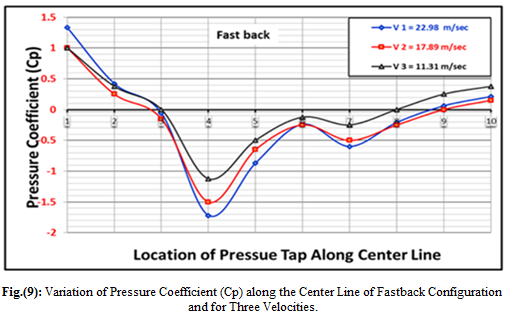 Fast back
V 1 = 22.98 m/sec
V 2 = 17.89 m/sec
V 3 = 11.31 m/sec
Pressure Coefficient (Cp)
1.5
1
0.5
0
-0.5
-1
-1.5
-2
1 2 3 4 5 6 7 8 9 10
Location of Pressue Tap Along Center Line
Fig.(9): Variation of Pressure Coefficient (Cp) along the Center Line of Fastback Configuration
and for Three Velocities.